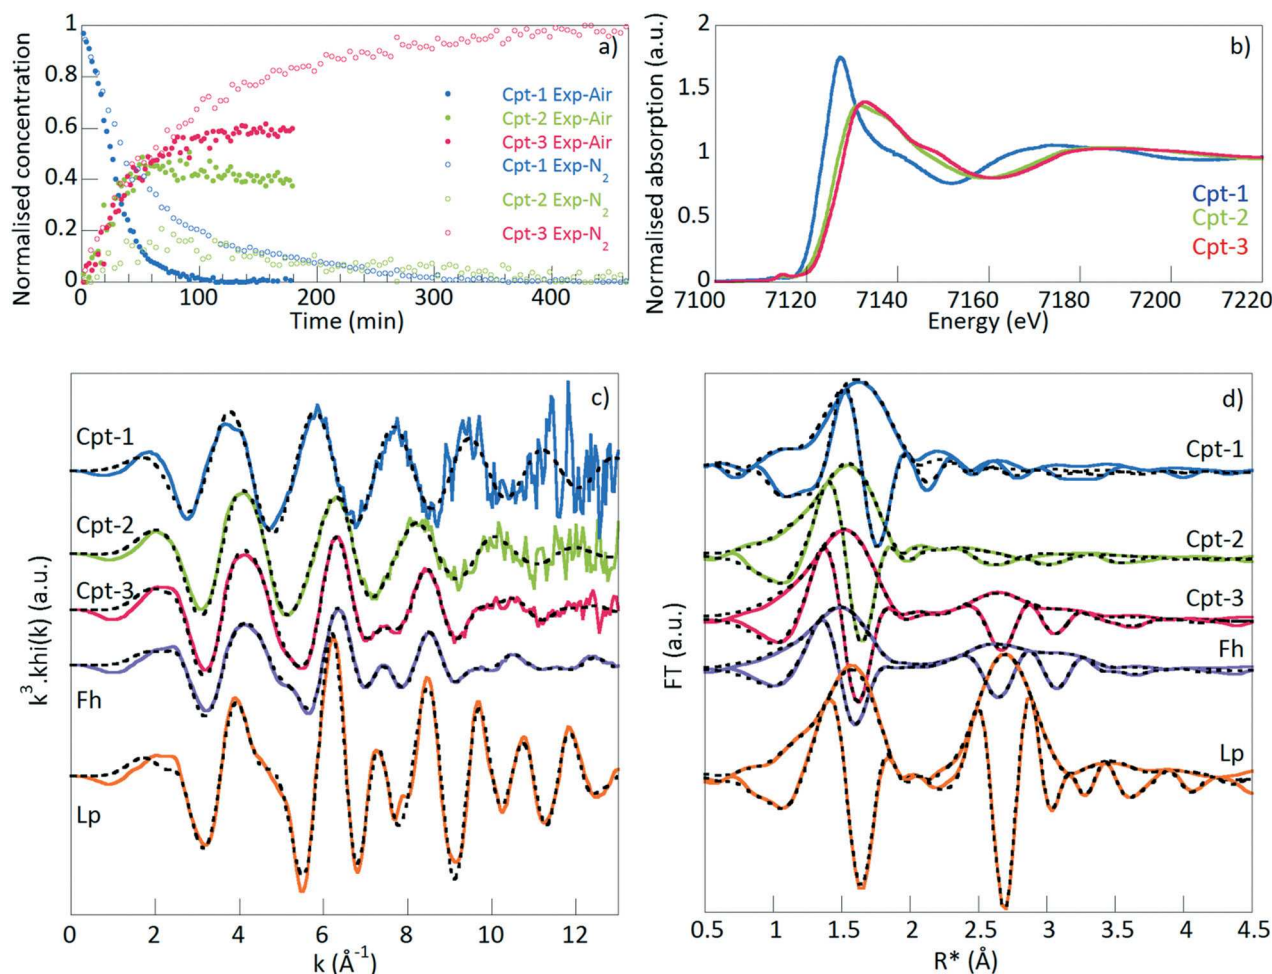 a)
Normalised concentration
1
0.8
0.6
0.4
0.2
0
0 100 200 300 400
Time (min)
Cpt-1 Exp-Air
Cpt-2 Exp-Air
Cpt-3 Exp-Air
Cpt-1 Exp-N₂
Cpt-2 Exp-N₂
Cpt-3 Exp-N₂
b)
Normalised absorption (a.u.)
2
1.5
1
0.5
0
7100 7120 7140 7160 7180 7200 7220
Energy (eV)
Cpt-1
Cpt-2
Cpt-3
c)
k³.khi(k) (a.u.)
Cpt-1
Cpt-2
Cpt-3
Fh
Lp
0 2 4 6 8 10 12
k (Å⁻¹)
d)
FT (a.u.)
Cpt-1
Cpt-2
Cpt-3
Fh
Lp
0.5 1 1.5 2 2.5 3 3.5 4 4.5
R* (Å)